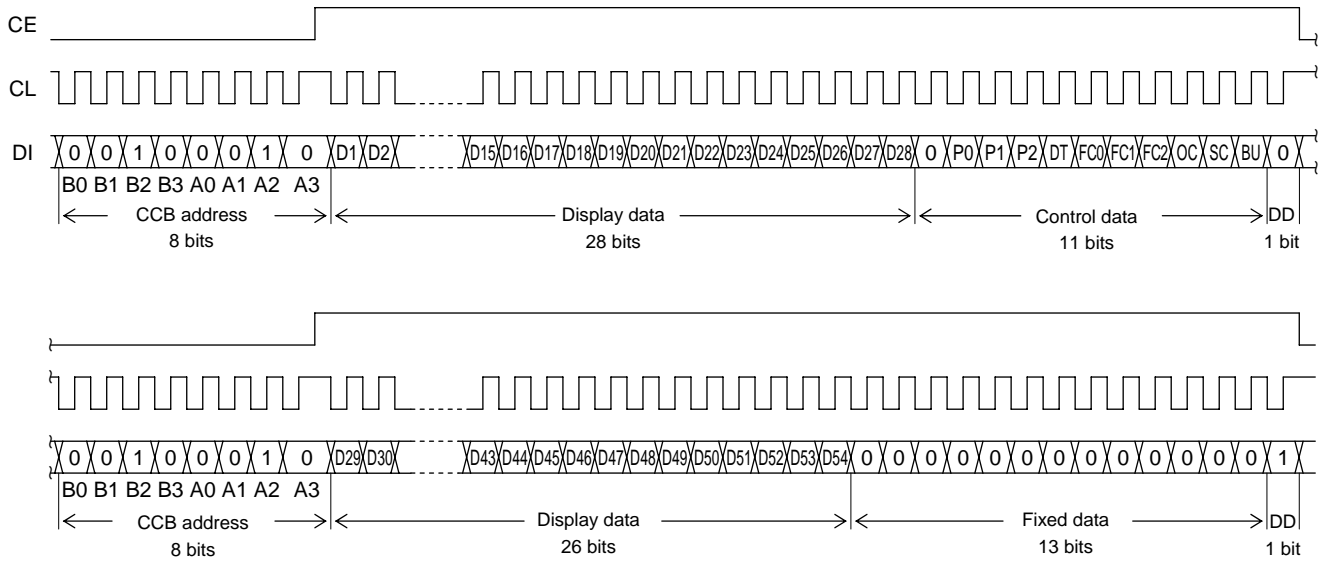 CE
CL
DI 0 0 1 0 0 0 1 0 D1 D2 D15 D16 D17 D18 D19 D20 D21 D22 D23 D24 D25 D26 D27 D28 0 P0 P1 P2 DT FC0 FC1 FC2 OC SC BU 0
B0 B1 B2 B3 A0 A1 A2 A3
CCB address Display data Control data DD
8 bits 28 bits 11 bits 1 bit
0 0 1 0 0 0 1 0 D29 D30 D43 D44 D45 D46 D47 D48 D49 D50 D51 D52 D53 D54 0 0 0 0 0 0 0 0 0 0 0 0 0 1
B0 B1 B2 B3 A0 A1 A2 A3
CCB address Display data Fixed data DD
8 bits 26 bits 13 bits 1 bit